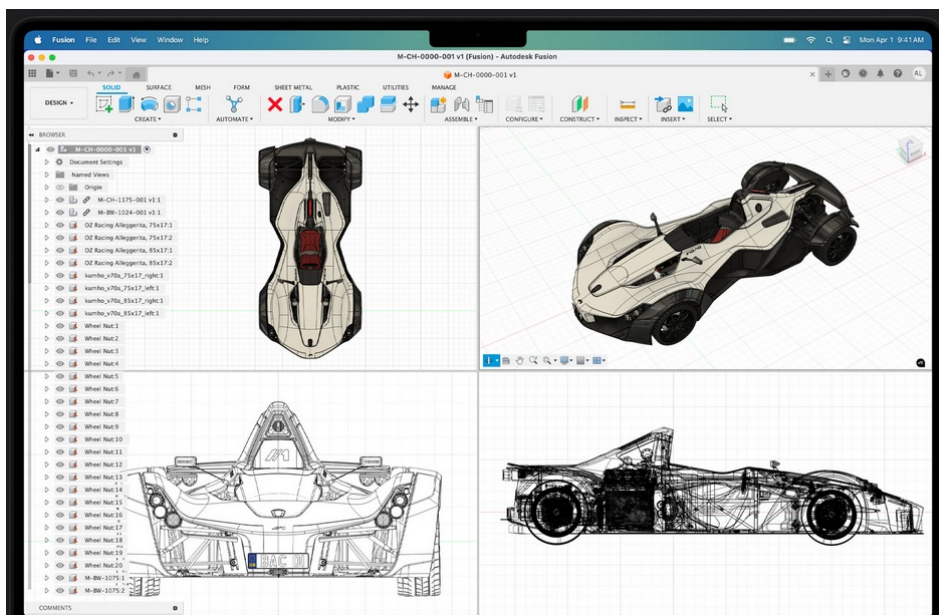 Fusion File Edit View Window Help Mon Apr 1 9:41 AM
M-CH-0000-001 v1 (Fusion) - Autodesk Fusion
M-CH-0000-001 v1 AL
SOLID SURFACE MESH FORM SHEET METAL PLASTIC UTILITIES MANAGE
DESIGN
CREATE AUTOMATE MODIFY ASSEMBLE CONFIGURE CONSTRUCT INSPECT INSERT SELECT
BROWSER
M-CH-0000-001 v1
Document Settings
Named Views
Origin
M-CH-1175-001 v1:1
M-BW-1024-001 v1:1
OZ Racing Alleggerita, 75x17:1
OZ Racing Alleggerita, 75x17:2
OZ Racing Alleggerita, 85x17:1
OZ Racing Alleggerita, 85x17:2
kumho_v70a_75x17_right:1
kumho_v70a_75x17_left:1
kumho_v70a_85x17_right:1
kumho_v70a_85x17_left:1
Wheel Nut:1
Wheel Nut:2
Wheel Nut:3
Wheel Nut:4
Wheel Nut:5
Wheel Nut:6
Wheel Nut:7
Wheel Nut:8
Wheel Nut:9
Wheel Nut:10
Wheel Nut:11
Wheel Nut:12
Wheel Nut:13
Wheel Nut:14
Wheel Nut:15
Wheel Nut:16
Wheel Nut:17
Wheel Nut:18
Wheel Nut:19
Wheel Nut:20
M-BW-1075:1
M-BW-1075:2
BAC
COMMENTS